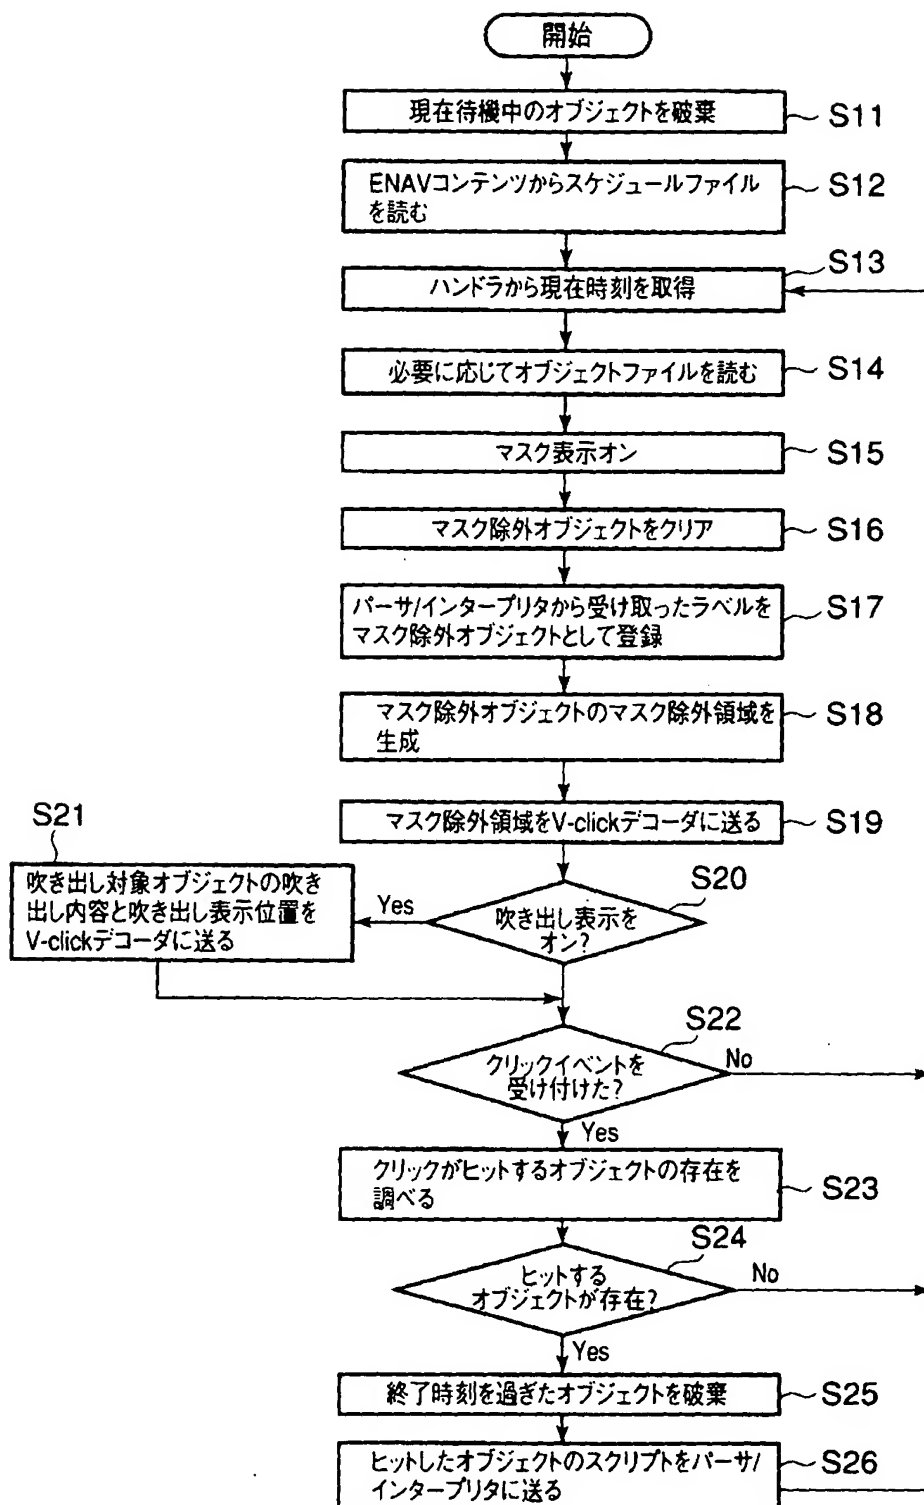 開始
現在待機中のオブジェクトを破棄
S11
ENAVコンテンツからスケジュールファイル
を読む
S12
ハンドラから現在時刻を取得
S13
必要に応じてオブジェクトファイルを読む
S14
マスク表示オン
S15
マスク除外オブジェクトをクリア
S16
パーサ/インタープリタから受け取ったラベルを
マスク除外オブジェクトとして登録
S17
マスク除外オブジェクトのマスク除外領域を
生成
S18
マスク除外領域をV-clickデコーダに送る
S19
S20
吹き出し表示を
オン?
Yes
S21
吹き出し対象オブジェクトの吹き
出し内容と吹き出し表示位置を
V-clickデコーダに送る
S22
クリックイベントを
受け付けた?
No
Yes
クリックがヒットするオブジェクトの存在を
調べる
S23
S24
ヒットする
オブジェクトが存在?
No
Yes
終了時刻を過ぎたオブジェクトを破棄
S25
ヒットしたオブジェクトのスクリプトをパーサ/
インタープリタに送る
S26